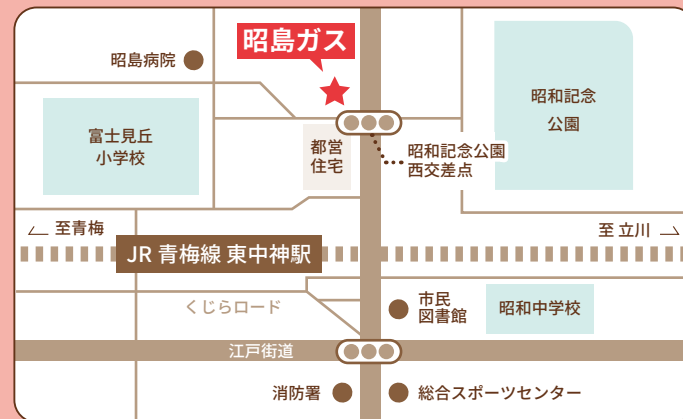 昭島ガス
昭島病院
昭和記念
公園
富士見丘
小学校
都営
住宅
昭和記念公園
西交差点
至青梅
至 立川
JR 青梅線 東中神駅
市民
図書館
昭和中学校
くじらロード
江戸街道
消防署
総合スポーツセンター